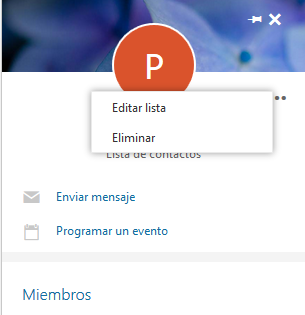 P
Editar lista
Eliminar
Lista de contactos
Enviar mensaje
Programar un evento
Miembros